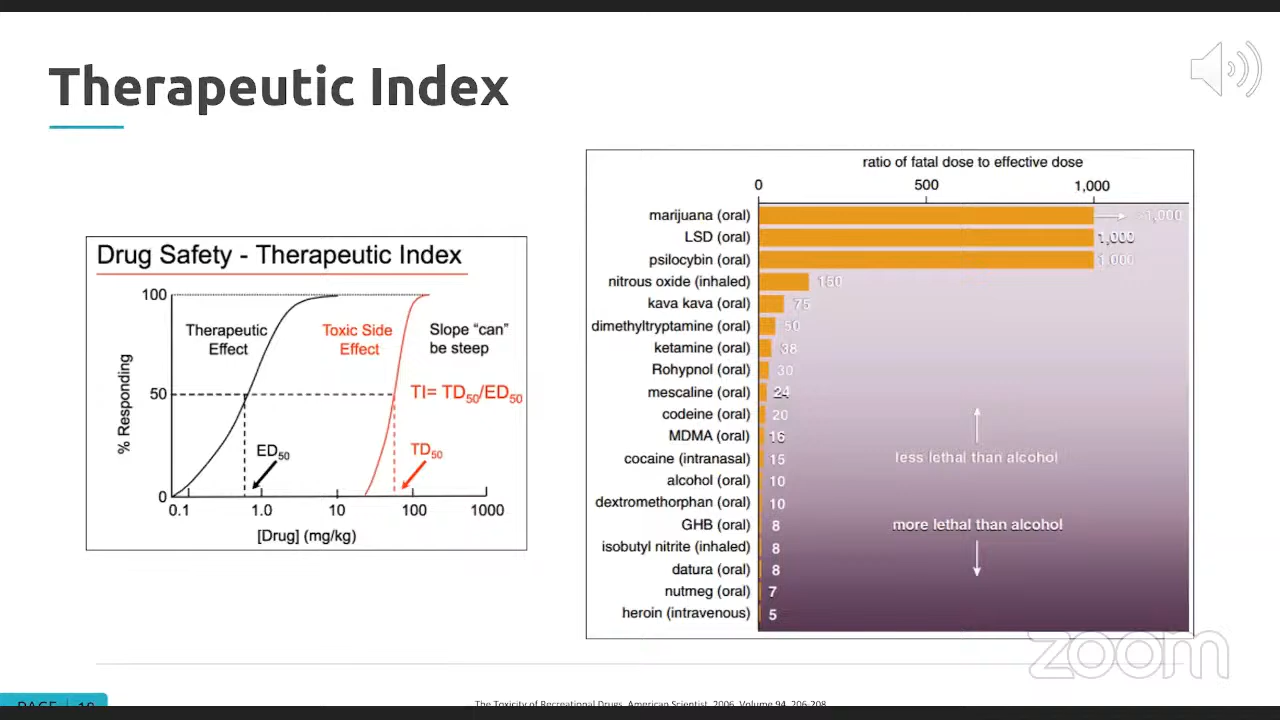 Therapeutic Index
Drug Safety - Therapeutic Index
100
Therapeutic
Effect
Toxic Side
Effect
Slope “can”
be steep
% Responding
50
TI= TD50/ED50
ED50
TD50
0
0.1
1.0
10
100
1000
[Drug] (mg/kg)
ratio of fatal dose to effective dose
0
500
1,000
marijuana (oral)
>1,000
LSD (oral)
1,000
psilocybin (oral)
1,000
nitrous oxide (inhaled)
150
kava kava (oral)
75
dimethyltryptamine (oral)
50
ketamine (oral)
38
Rohypnol (oral)
30
mescaline (oral)
24
codeine (oral)
20
MDMA (oral)
16
cocaine (intranasal)
15
less lethal than alcohol
alcohol (oral)
10
dextromethorphan (oral)
10
GHB (oral)
8
more lethal than alcohol
isobutyl nitrite (inhaled)
8
datura (oral)
8
nutmeg (oral)
7
heroin (intravenous)
5
zoom
PAGE | 18
The Toxicity of Recreational Drugs, American Scientist, 2006, Volume 94, 206-208